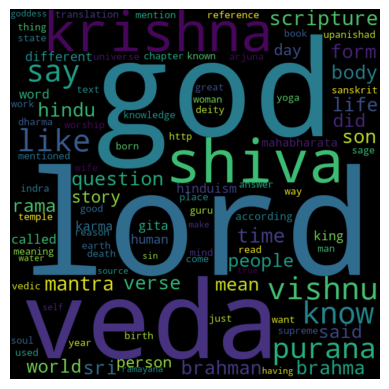 goddess translation mention reference book upanishad
thing state krishna chapter known arjuna scripture
different universe great yoga sanskrit
text woman deity day form
say god body
word work knowledge
hindu dharma worship born http mahabharata life
mentioned like shiva did son
wife hinduism sage
indra question answer way
rama story place according
temple good guru time king
called karma reason gita human people man
meaning earth lord
water death source sin mind come read make true
vedic mantra verse mean vishnu
self know
soul year veda just want said purana
used birth supreme
world sri person brahman having brahma
ramayana